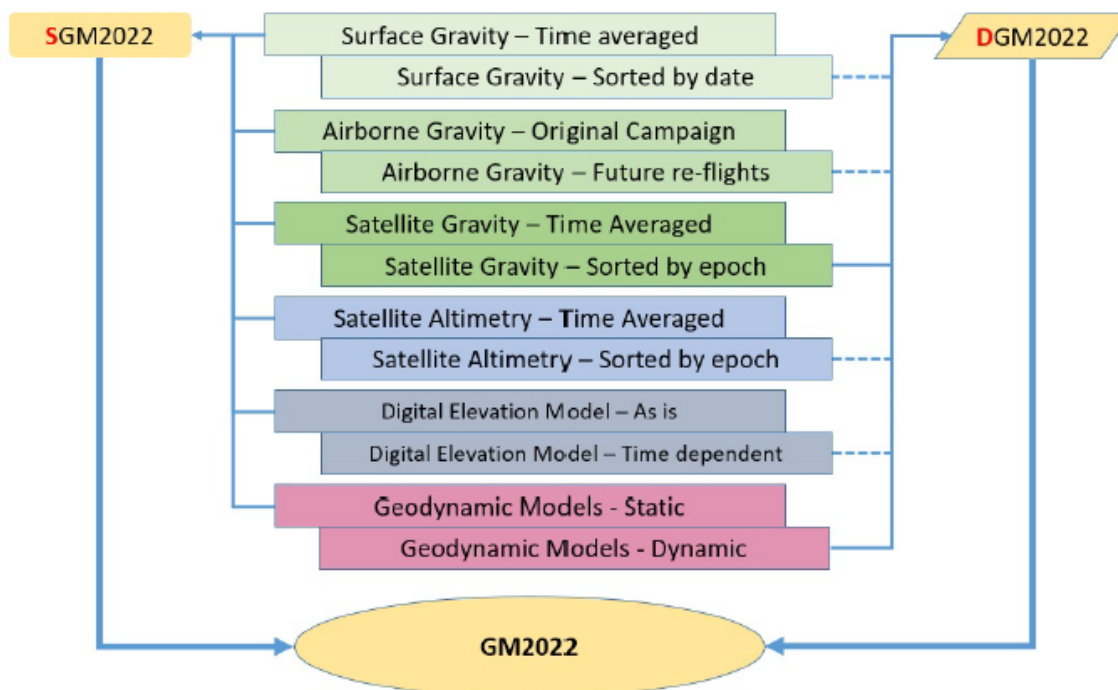 SGM2022
Surface Gravity – Time averaged
DGM2022
Surface Gravity – Sorted by date
Airborne Gravity – Original Campaign
Airborne Gravity – Future re-flights
Satellite Gravity – Time Averaged
Satellite Gravity – Sorted by epoch
Satellite Altimetry – Time Averaged
Satellite Altimetry – Sorted by epoch
Digital Elevation Model – As is
Digital Elevation Model – Time dependent
Geodynamic Models - Static
Geodynamic Models - Dynamic
GM2022